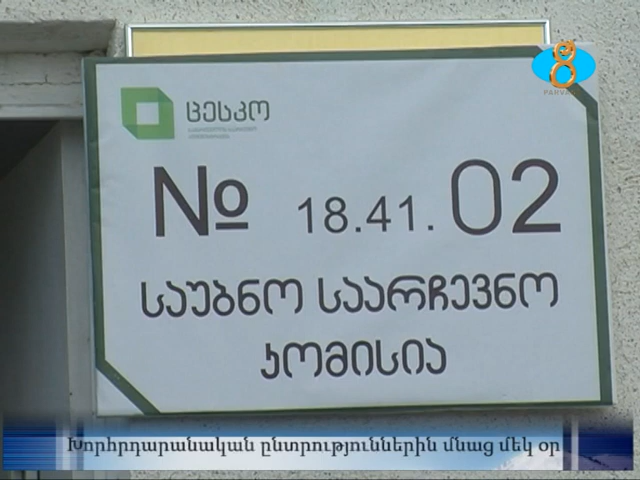 ცესკო
№ 18.41.02
საუბნო საარჩევნო
კომისია
Խորհրդարանական ընտրություններին մնաց մեկ օր